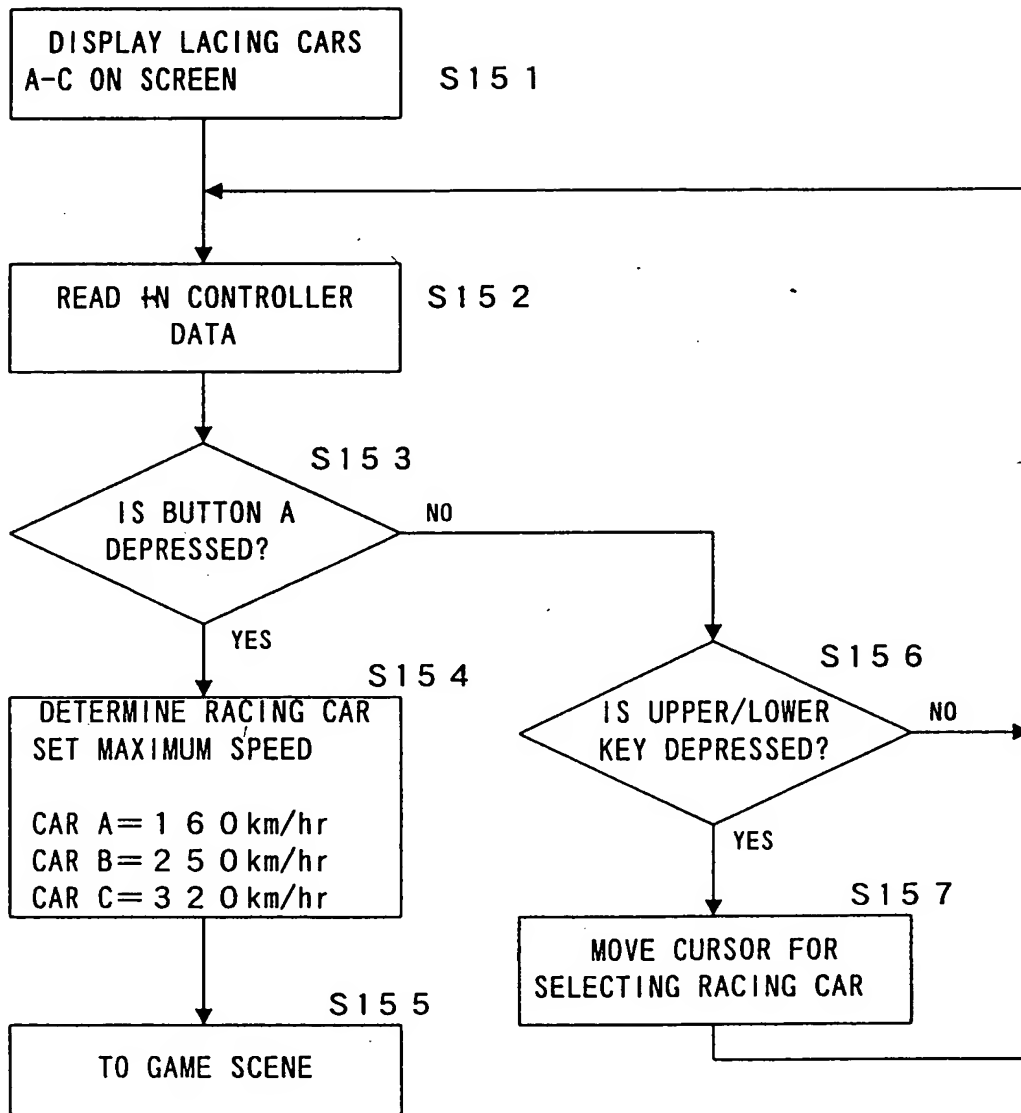 DISPLAY LACING CARS
A-C ON SCREEN
S151
READ IN CONTROLLER
DATA
S152
S153
IS BUTTON A
DEPRESSED?
NO
YES
S154
DETERMINE RACING CAR
SET MAXIMUM SPEED
CAR A=160km/hr
CAR B=250km/hr
CAR C=320km/hr
S155
TO GAME SCENE
S156
IS UPPER/LOWER
KEY DEPRESSED?
NO
YES
S157
MOVE CURSOR FOR
SELECTING RACING CAR